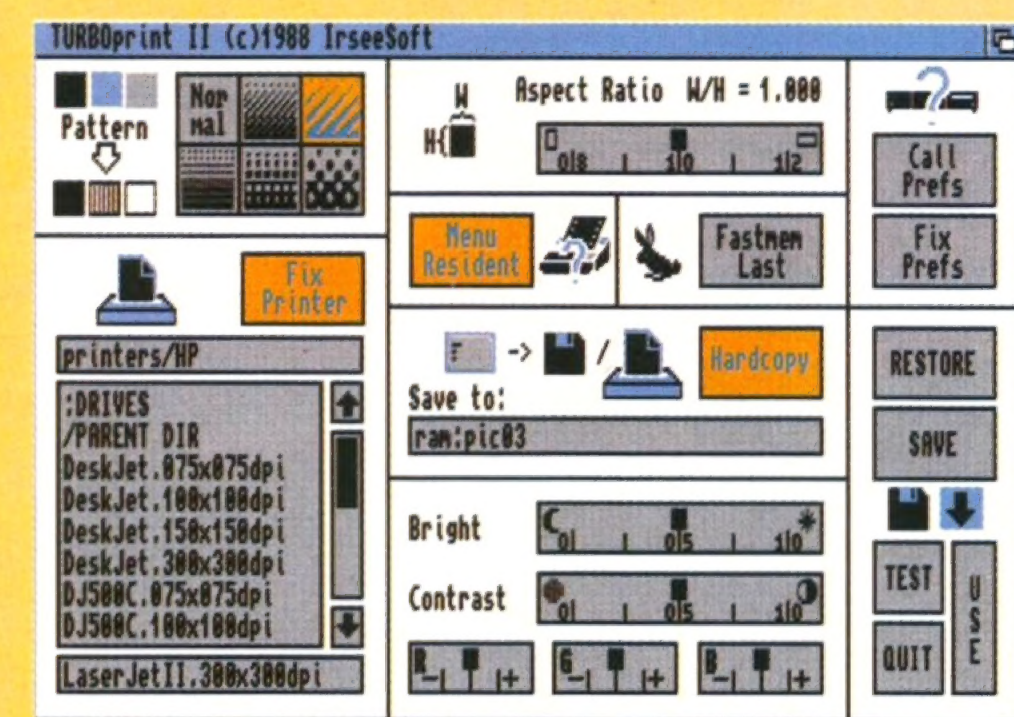 TURBOprint II (c)1988 IrseeSoft
Pattern
Nor
mal
Fix
Printer
printers/HP
:DRIVES
/PARENT DIR
DeskJet.075x075dpi
DeskJet.100x100dpi
DeskJet.150x150dpi
DeskJet.300x300dpi
DJ500C.075x075dpi
DJ500C.100x100dpi
LaserJetII.300x300dpi
Aspect Ratio W/H = 1.000
W
H{
0|8 | 1|0 | 1|2
Menu
Resident
Fastmem
Last
-> /
Hardcopy
Save to:
ram:pic03
Bright
0| | 0|5 | 1|0
Contrast
0| | 0|5 | 1|0
R - | | | +
G - | | | +
B - | | | +
?
Call
Prefs
Fix
Prefs
RESTORE
SAVE
TEST
QUIT
USE